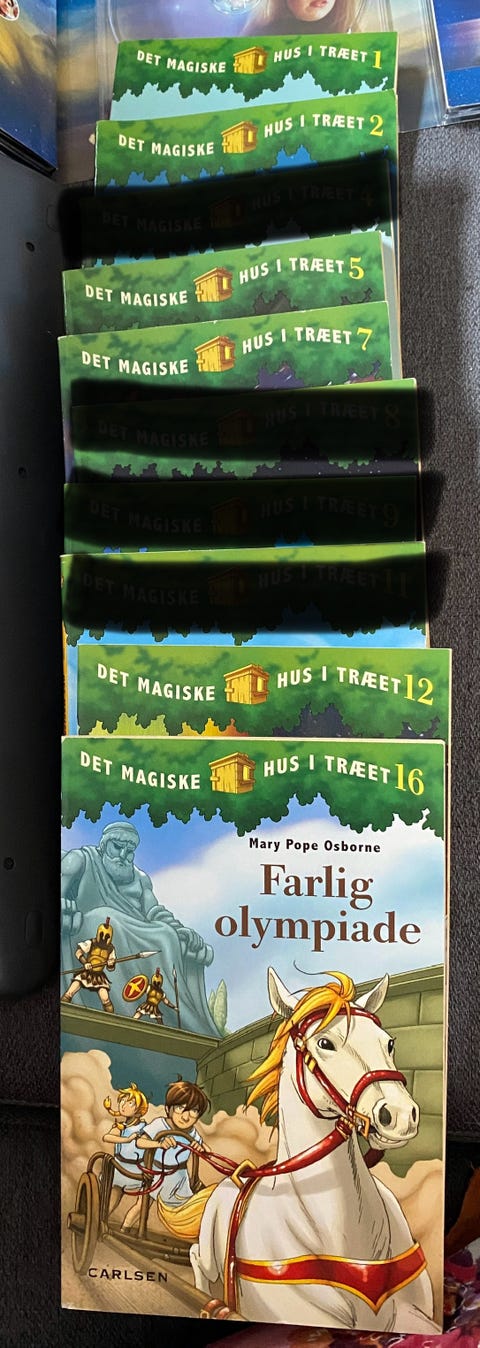 DET MAGISKE HUS I TRÆET 1
DET MAGISKE HUS I TRÆET 2
DET MAGISKE HUS I TRÆET 4
DET MAGISKE HUS I TRÆET 5
DET MAGISKE HUS I TRÆET 7
DET MAGISKE HUS I TRÆET 8
DET MAGISKE HUS I TRÆET 9
DET MAGISKE HUS I TRÆET 11
DET MAGISKE HUS I TRÆET 12
DET MAGISKE HUS I TRÆET 16
Mary Pope Osborne
Farlig
olympiade
CARLSEN